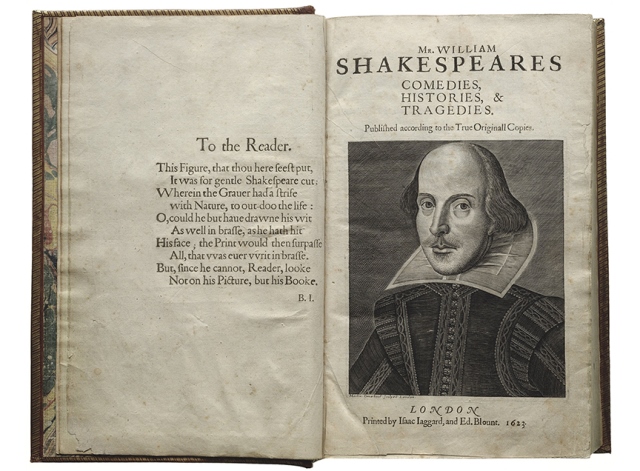 To the Reader.
This Figure, that thou here ſeeſt put,
It was for gentle Shakeſpeare cut:
Wherein the Grauer had a ſtrife
with Nature, to out-doo the life :
O, could he but haue drawne his wit
As well in braſſe, as he hath hit
His face ; the Print would then ſurpaſſe
All, that vvas euer vvrit in braſſe.
But, ſince he cannot, Reader, looke
Not on his Picture, but his Booke.
B. I.
MR. WILLIAM
SHAKESPEARES
COMEDIES,
HISTORIES, &
TRAGEDIES.
Publiſhed according to the True Originall Copies.
LONDON
Printed by Iſaac Iaggard, and Ed. Blount. 1623